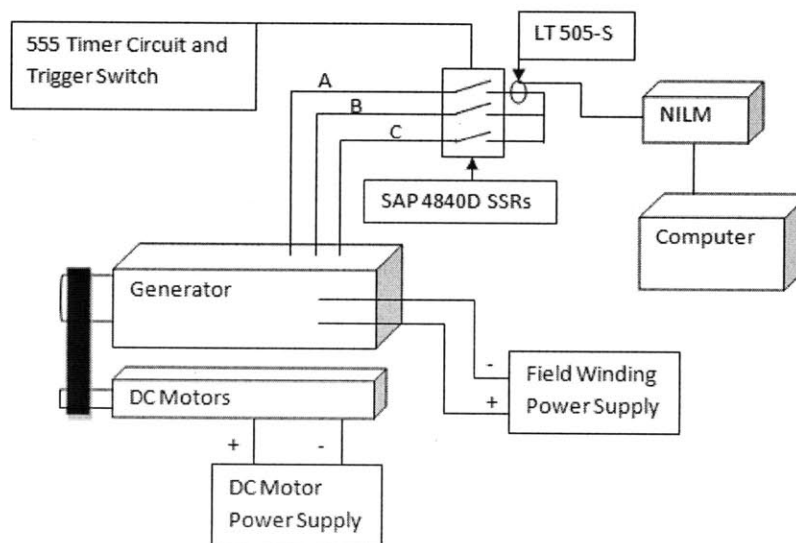 555 Timer Circuit and
Trigger Switch
LT 505-S
A
B
C
NILM
SAP 4840D SSRs
Computer
Generator
DC Motors
-
+
Field Winding
Power Supply
+
-
DC Motor
Power Supply